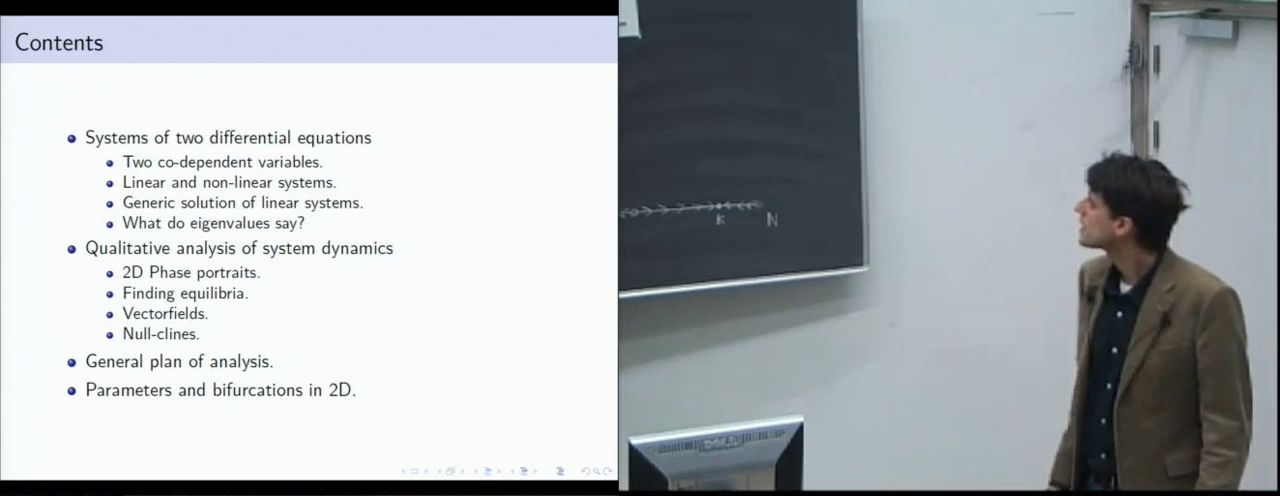 Contents
Systems of two differential equations
Two co-dependent variables.
Linear and non-linear systems.
Generic solution of linear systems.
What do eigenvalues say?
Qualitative analysis of system dynamics
2D Phase portraits.
Finding equilibria.
Vectorfields.
Null-clines.
General plan of analysis.
Parameters and bifurcations in 2D.
K N